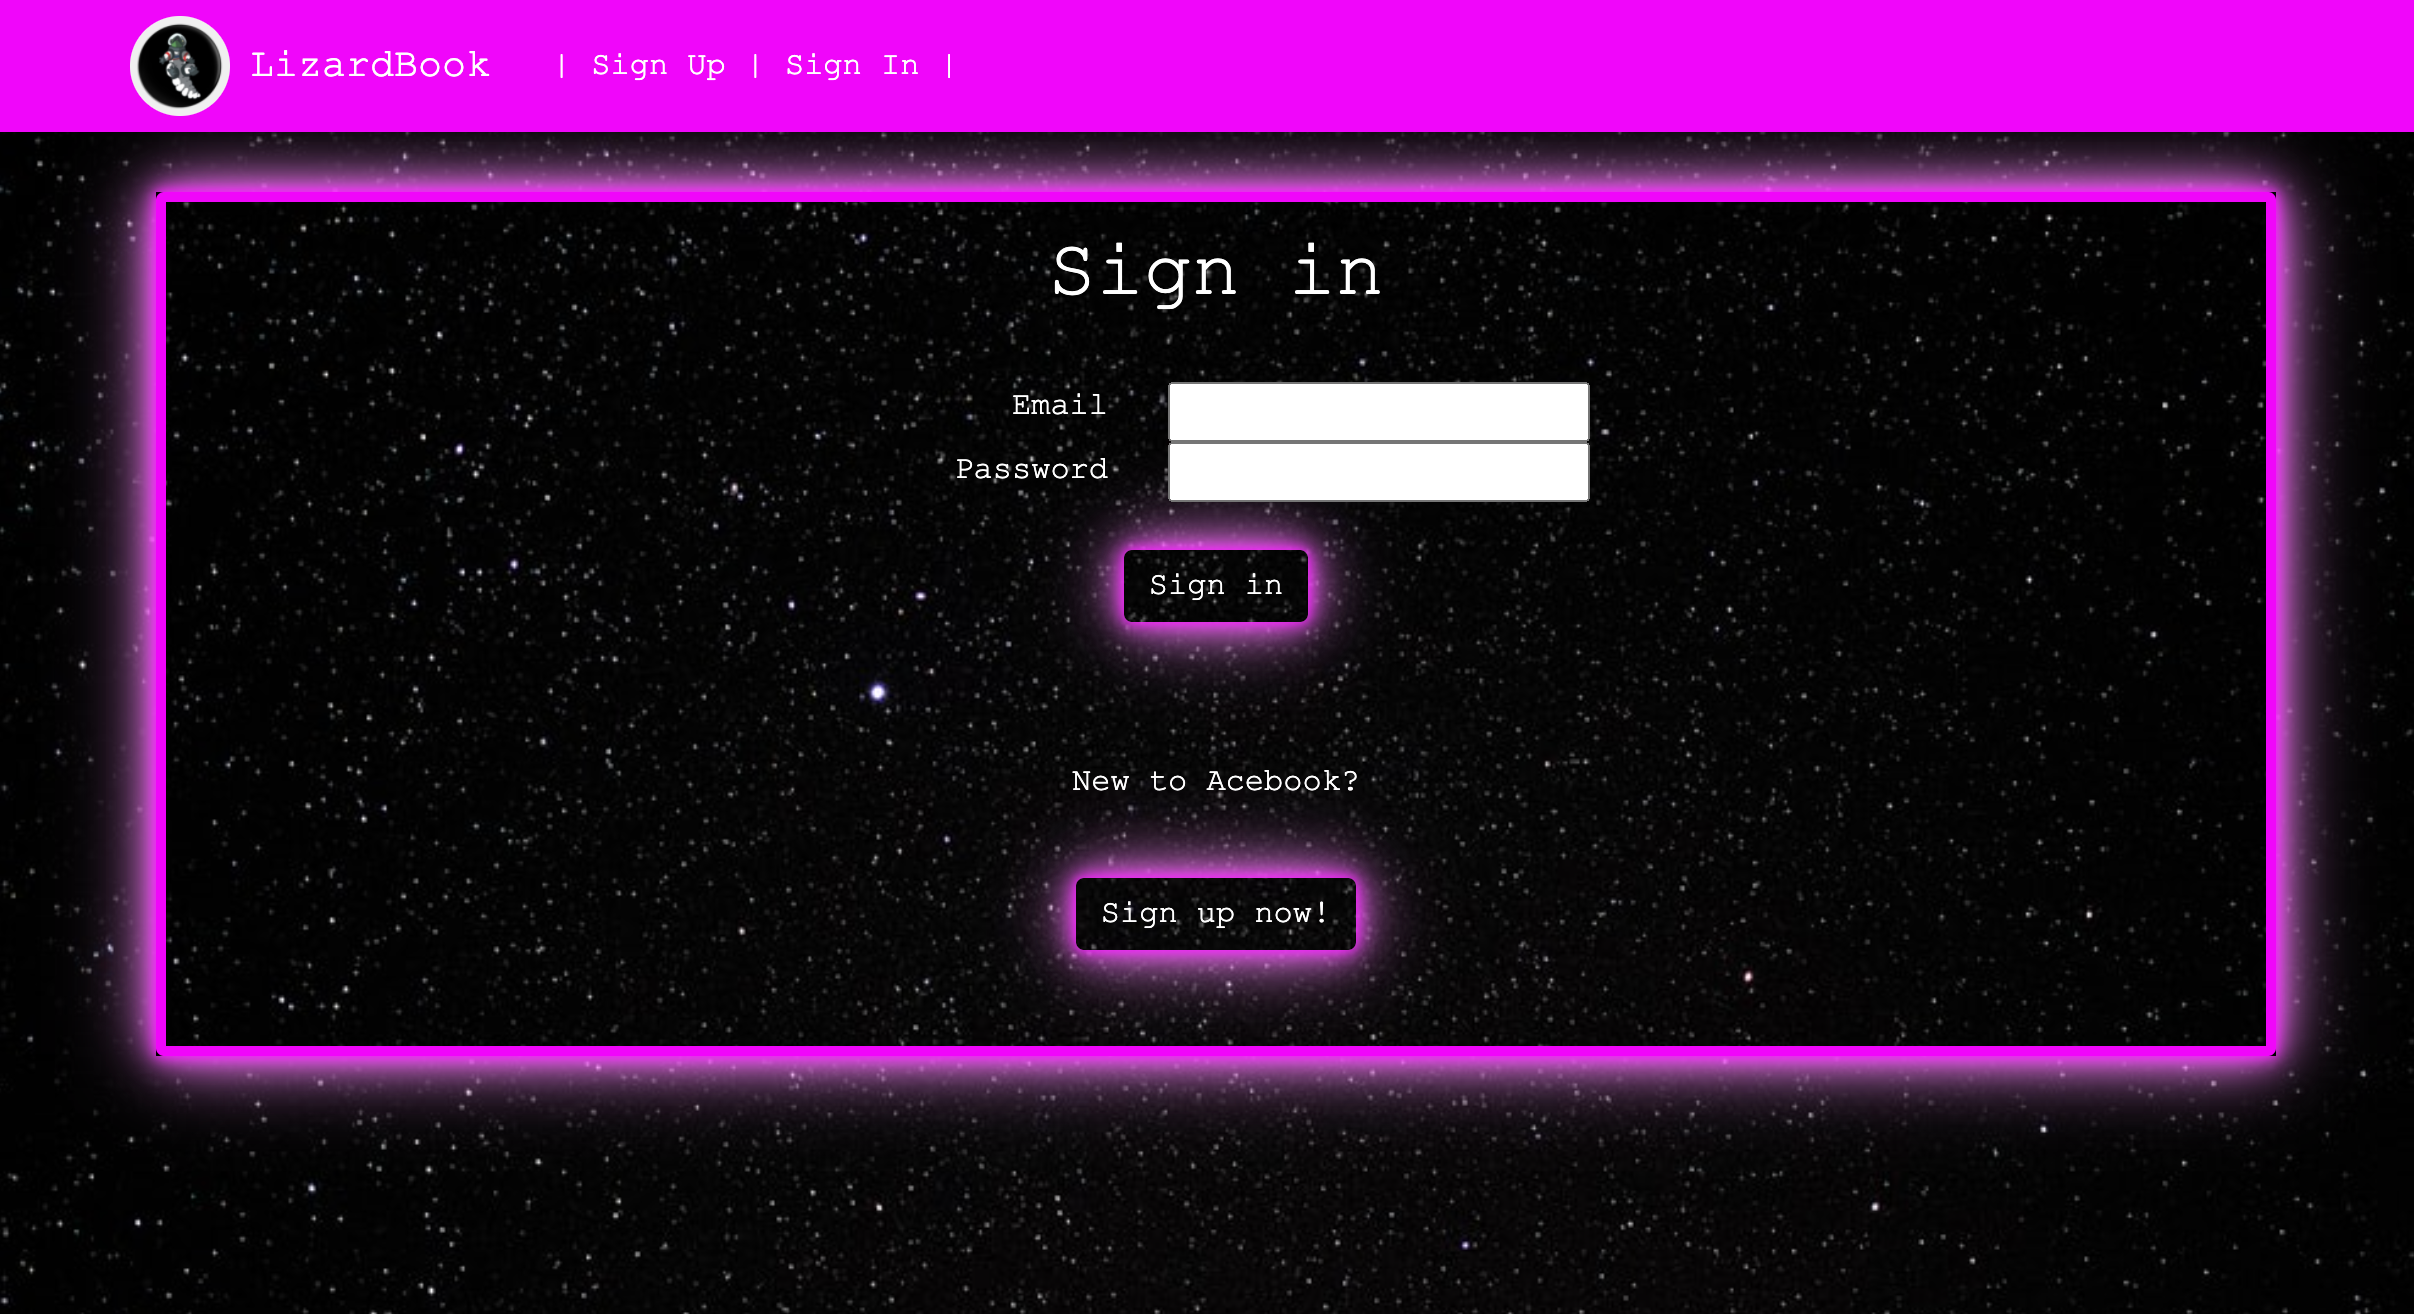 LizardBook | Sign Up | Sign In |
Sign in
Email
Password
Sign in
New to Acebook?
Sign up now!